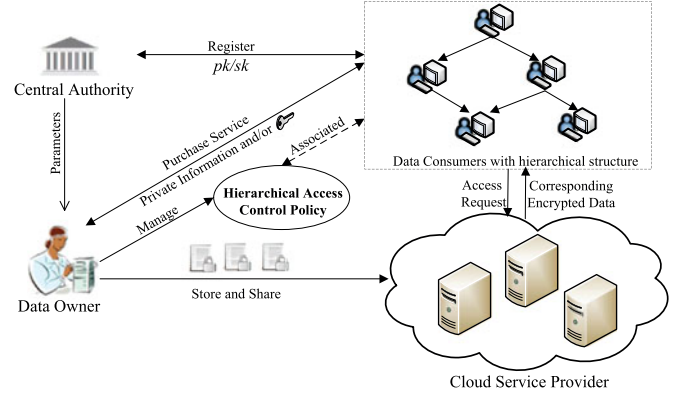 Register
pk/sk
Central Authority
Parameters
Purchase Service
Private Information and/or
Associated
Data Consumers with hierarchical structure
Hierarchical Access
Control Policy
Manage
Access
Request
Corresponding
Encrypted Data
Data Owner
Store and Share
Cloud Service Provider